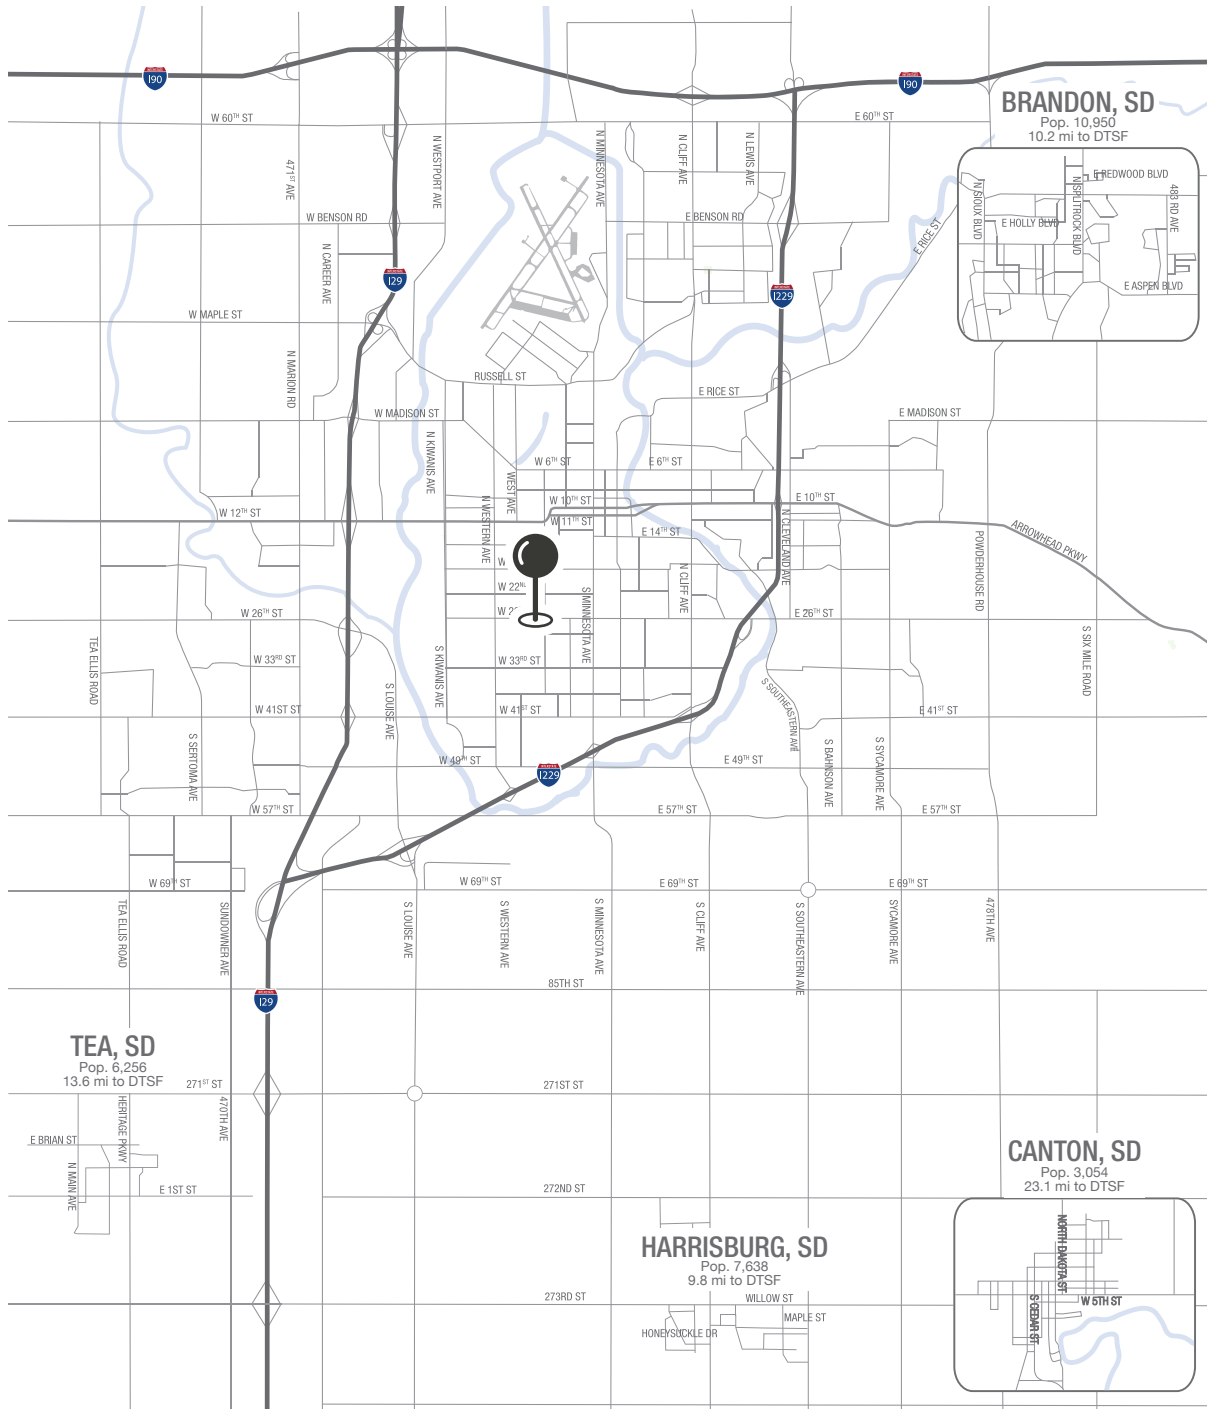 I90
I90
BRANDON, SD
Pop. 10,950
10.2 mi to DTSF
W 60TH ST
E 60TH ST
N WESTPORT AVE
N MINNESOTA AVE
N CLIFF AVE
N LEWIS AVE
471ST AVE
E REDWOOD BLVD
N SIOUX BLVD
N SPLITROCK BLVD
483 RD AVE
E HOLLY BLVD
E ASPEN BLVD
W BENSON RD
E BENSON RD
E RICE ST
N CAREER AVE
I29
I229
W MAPLE ST
N MARION RD
RUSSELL ST
E RICE ST
W MADISON ST
E MADISON ST
N KIWANIS AVE
W 6TH ST
E 6TH ST
WEST AVE
N WESTERN AVE
W 10TH ST
E 10TH ST
W 12TH ST
W 11TH ST
E 14TH ST
N CLEVELAND AVE
ARROWHEAD PKWY
POWDERHOUSE RD
W
W 22
N CLIFF AVE
S MINNESOTA AVE
W 26TH ST
W 2
E 26TH ST
TEA ELLIS ROAD
S SIX MILE ROAD
W 33RD ST
W 33RD ST
S KIWANIS AVE
S LOUISE AVE
S SOUTHEASTERN AVE
W 41ST ST
W 41ST ST
E 41ST ST
S SERTOMA AVE
S BAHNSON AVE
S SYCAMORE AVE
W 49TH ST
E 49TH ST
I229
W 57TH ST
E 57TH ST
E 57TH ST
W 69TH ST
W 69TH ST
E 69TH ST
E 69TH ST
TEA ELLIS ROAD
SUNDOWNER AVE
S LOUISE AVE
S WESTERN AVE
S MINNESOTA AVE
S CLIFF AVE
S SOUTHEASTERN AVE
SYCAMORE AVE
478TH AVE
85TH ST
I29
TEA, SD
Pop. 6,256
13.6 mi to DTSF
271ST ST
271ST ST
HERITAGE PKWY
470TH AVE
E BRIAN ST
N MAIN AVE
E 1ST ST
272ND ST
CANTON, SD
Pop. 3,054
23.1 mi to DTSF
NORTH DAKOTA ST
W 5TH ST
S CEDAR ST
HARRISBURG, SD
Pop. 7,638
9.8 mi to DTSF
273RD ST
WILLOW ST
MAPLE ST
HONEYSUCKLE DR